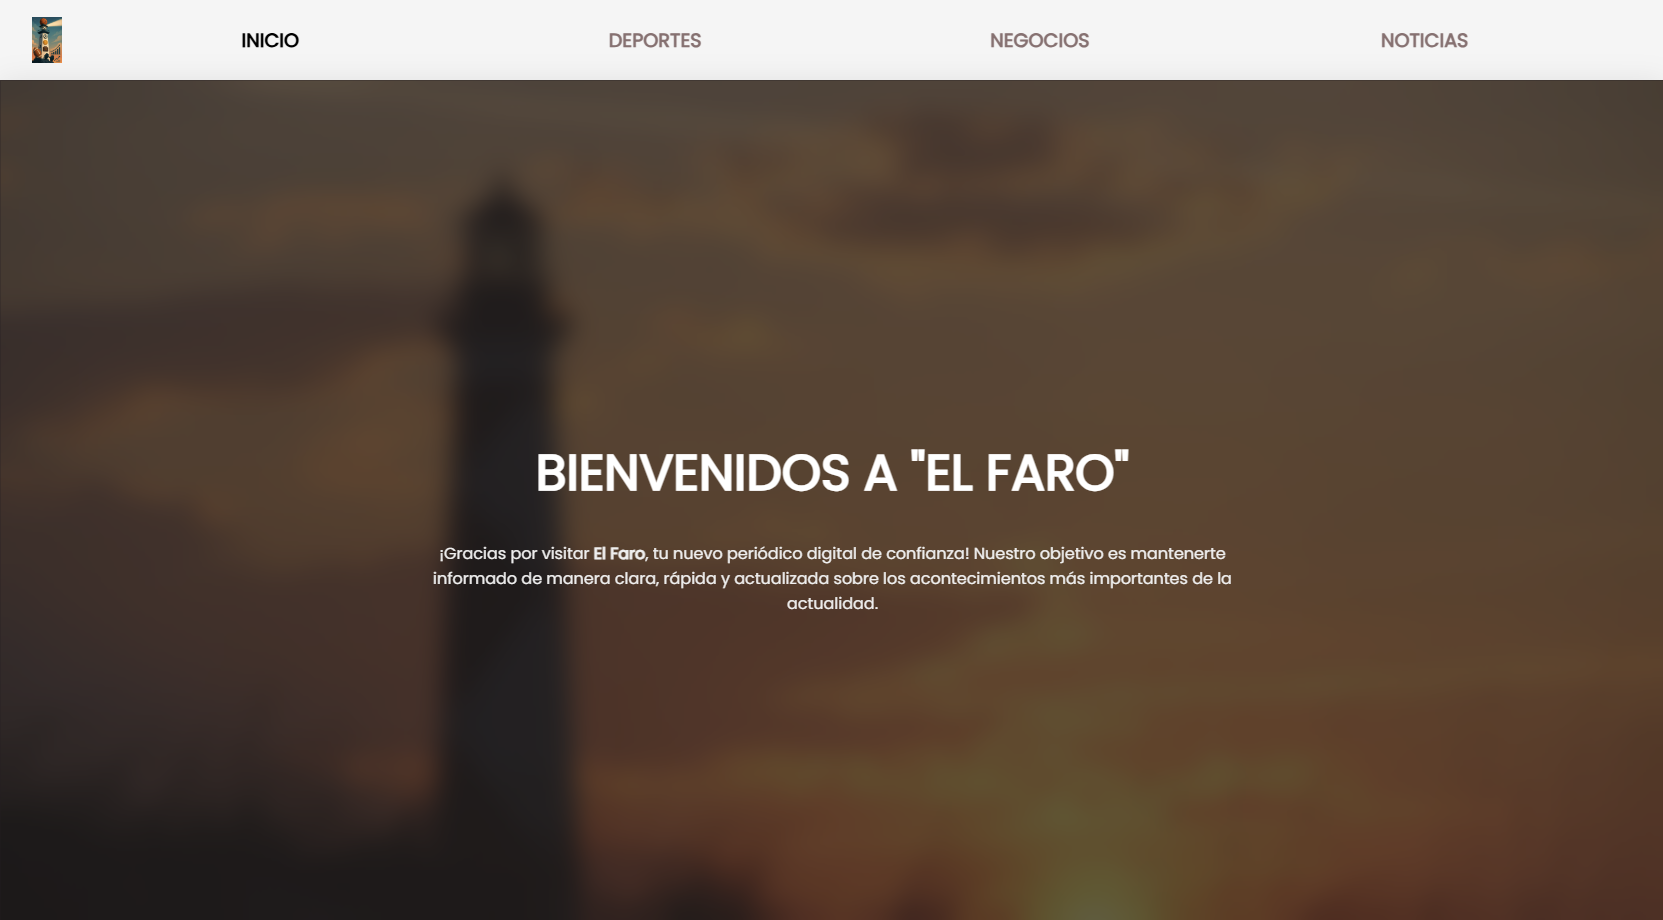 INICIO DEPORTES NEGOCIOS NOTICIAS
BIENVENIDOS A "EL FARO"
¡Gracias por visitar El Faro, tu nuevo periódico digital de confianza! Nuestro objetivo es mantenerte
informado de manera clara, rápida y actualizada sobre los acontecimientos más importantes de la
actualidad.